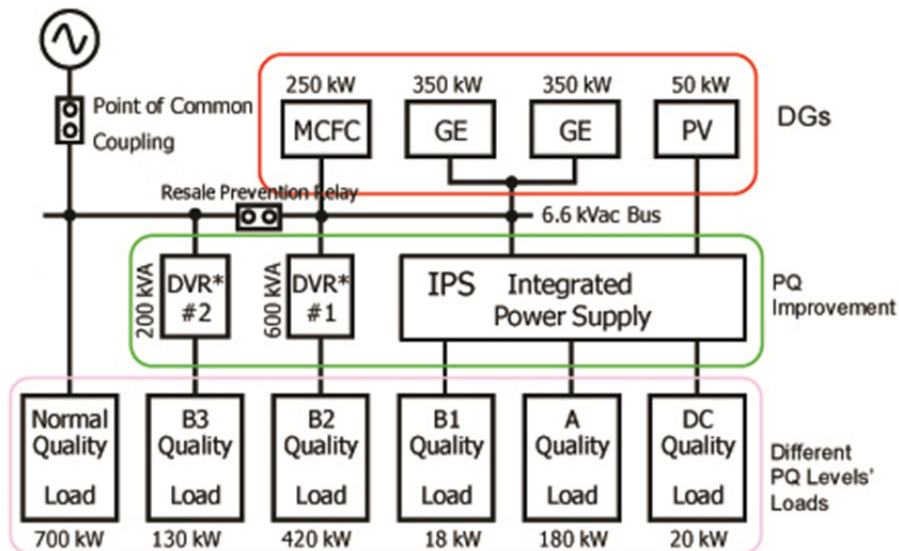 250 kW
350 kW
350 kW
50 kW
MCFC
GE
GE
PV
DGs
Point of Common
Coupling
Resale Prevention Relay
6.6 kVac Bus
200 kVA
DVR*
#2
600 kVA
DVR*
#1
IPS
Integrated
Power Supply
PQ
Improvement
Normal
Quality
Load
B3
Quality
Load
B2
Quality
Load
B1
Quality
Load
A
Quality
Load
DC
Quality
Load
Different
PQ Levels'
Loads
700 kW
130 kW
420 kW
18 kW
180 kW
20 kW